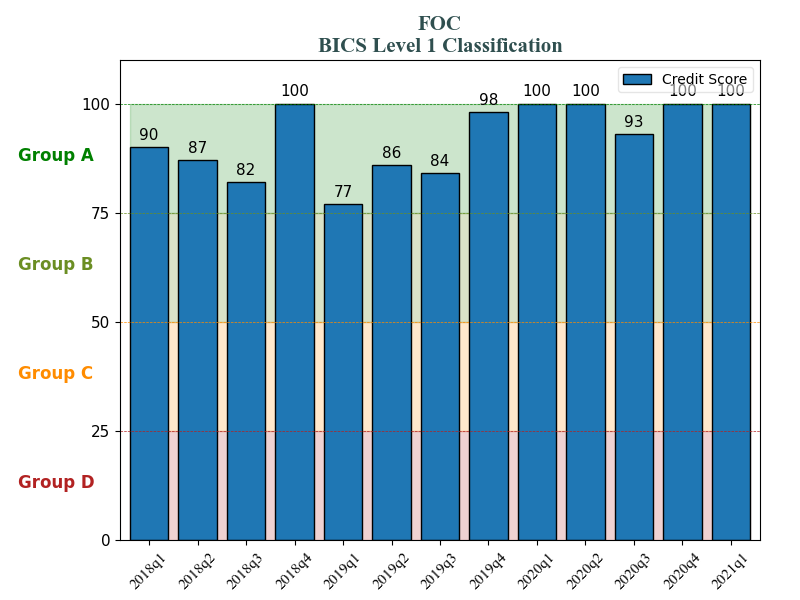 FOC
BICS Level 1 Classification
Credit Score
100
75
50
25
0
Group A
Group B
Group C
Group D
90
87
82
100
77
86
84
98
100
100
93
100
100
2018q1
2018q2
2018q3
2018q4
2019q1
2019q2
2019q3
2019q4
2020q1
2020q2
2020q3
2020q4
2021q1